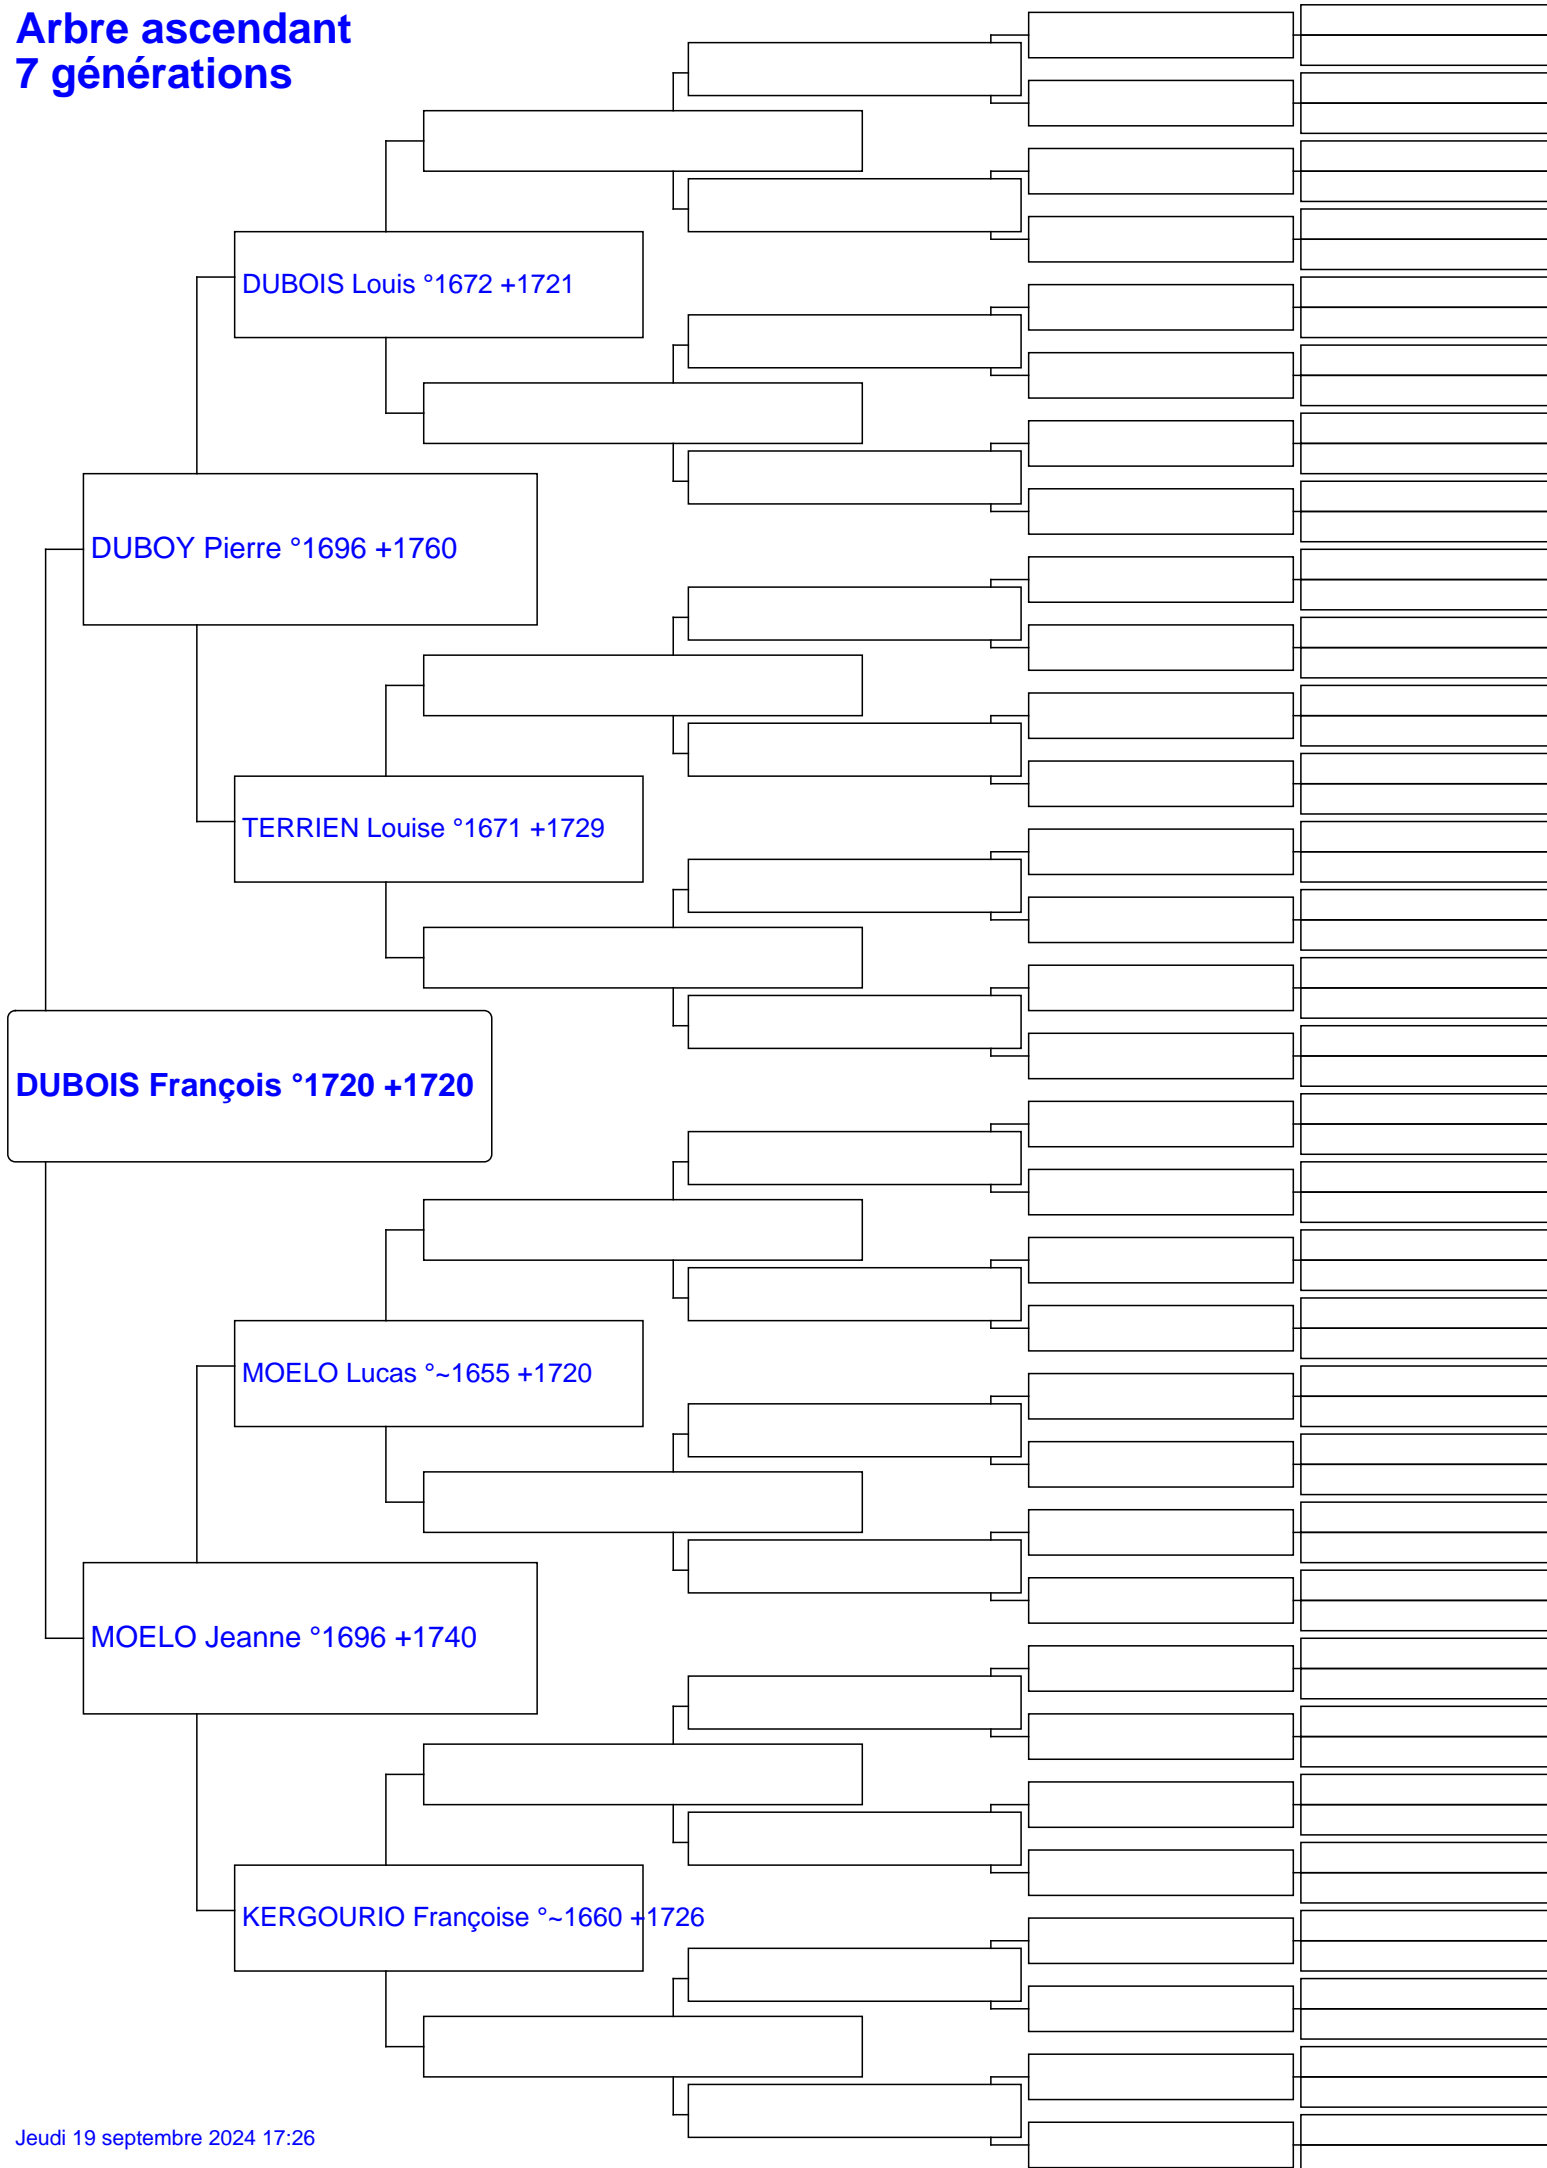 Arbre ascendant
7 générations
DUBOIS Louis °1672 +1721
DUBOY Pierre °1696 +1760
TERRIEN Louise °1671 +1729
DUBOIS François °1720 +1720
MOELO Lucas °~1655 +1720
MOELO Jeanne °1696 +1740
KERGOURIO Françoise °~1660 +1726
Jeudi 19 septembre 2024 17:26